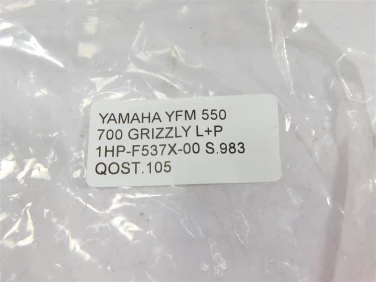 YAMAHA YFM 550
700 GRIZZLY L+P
1HP-F537X-00 S.983
QOST.105